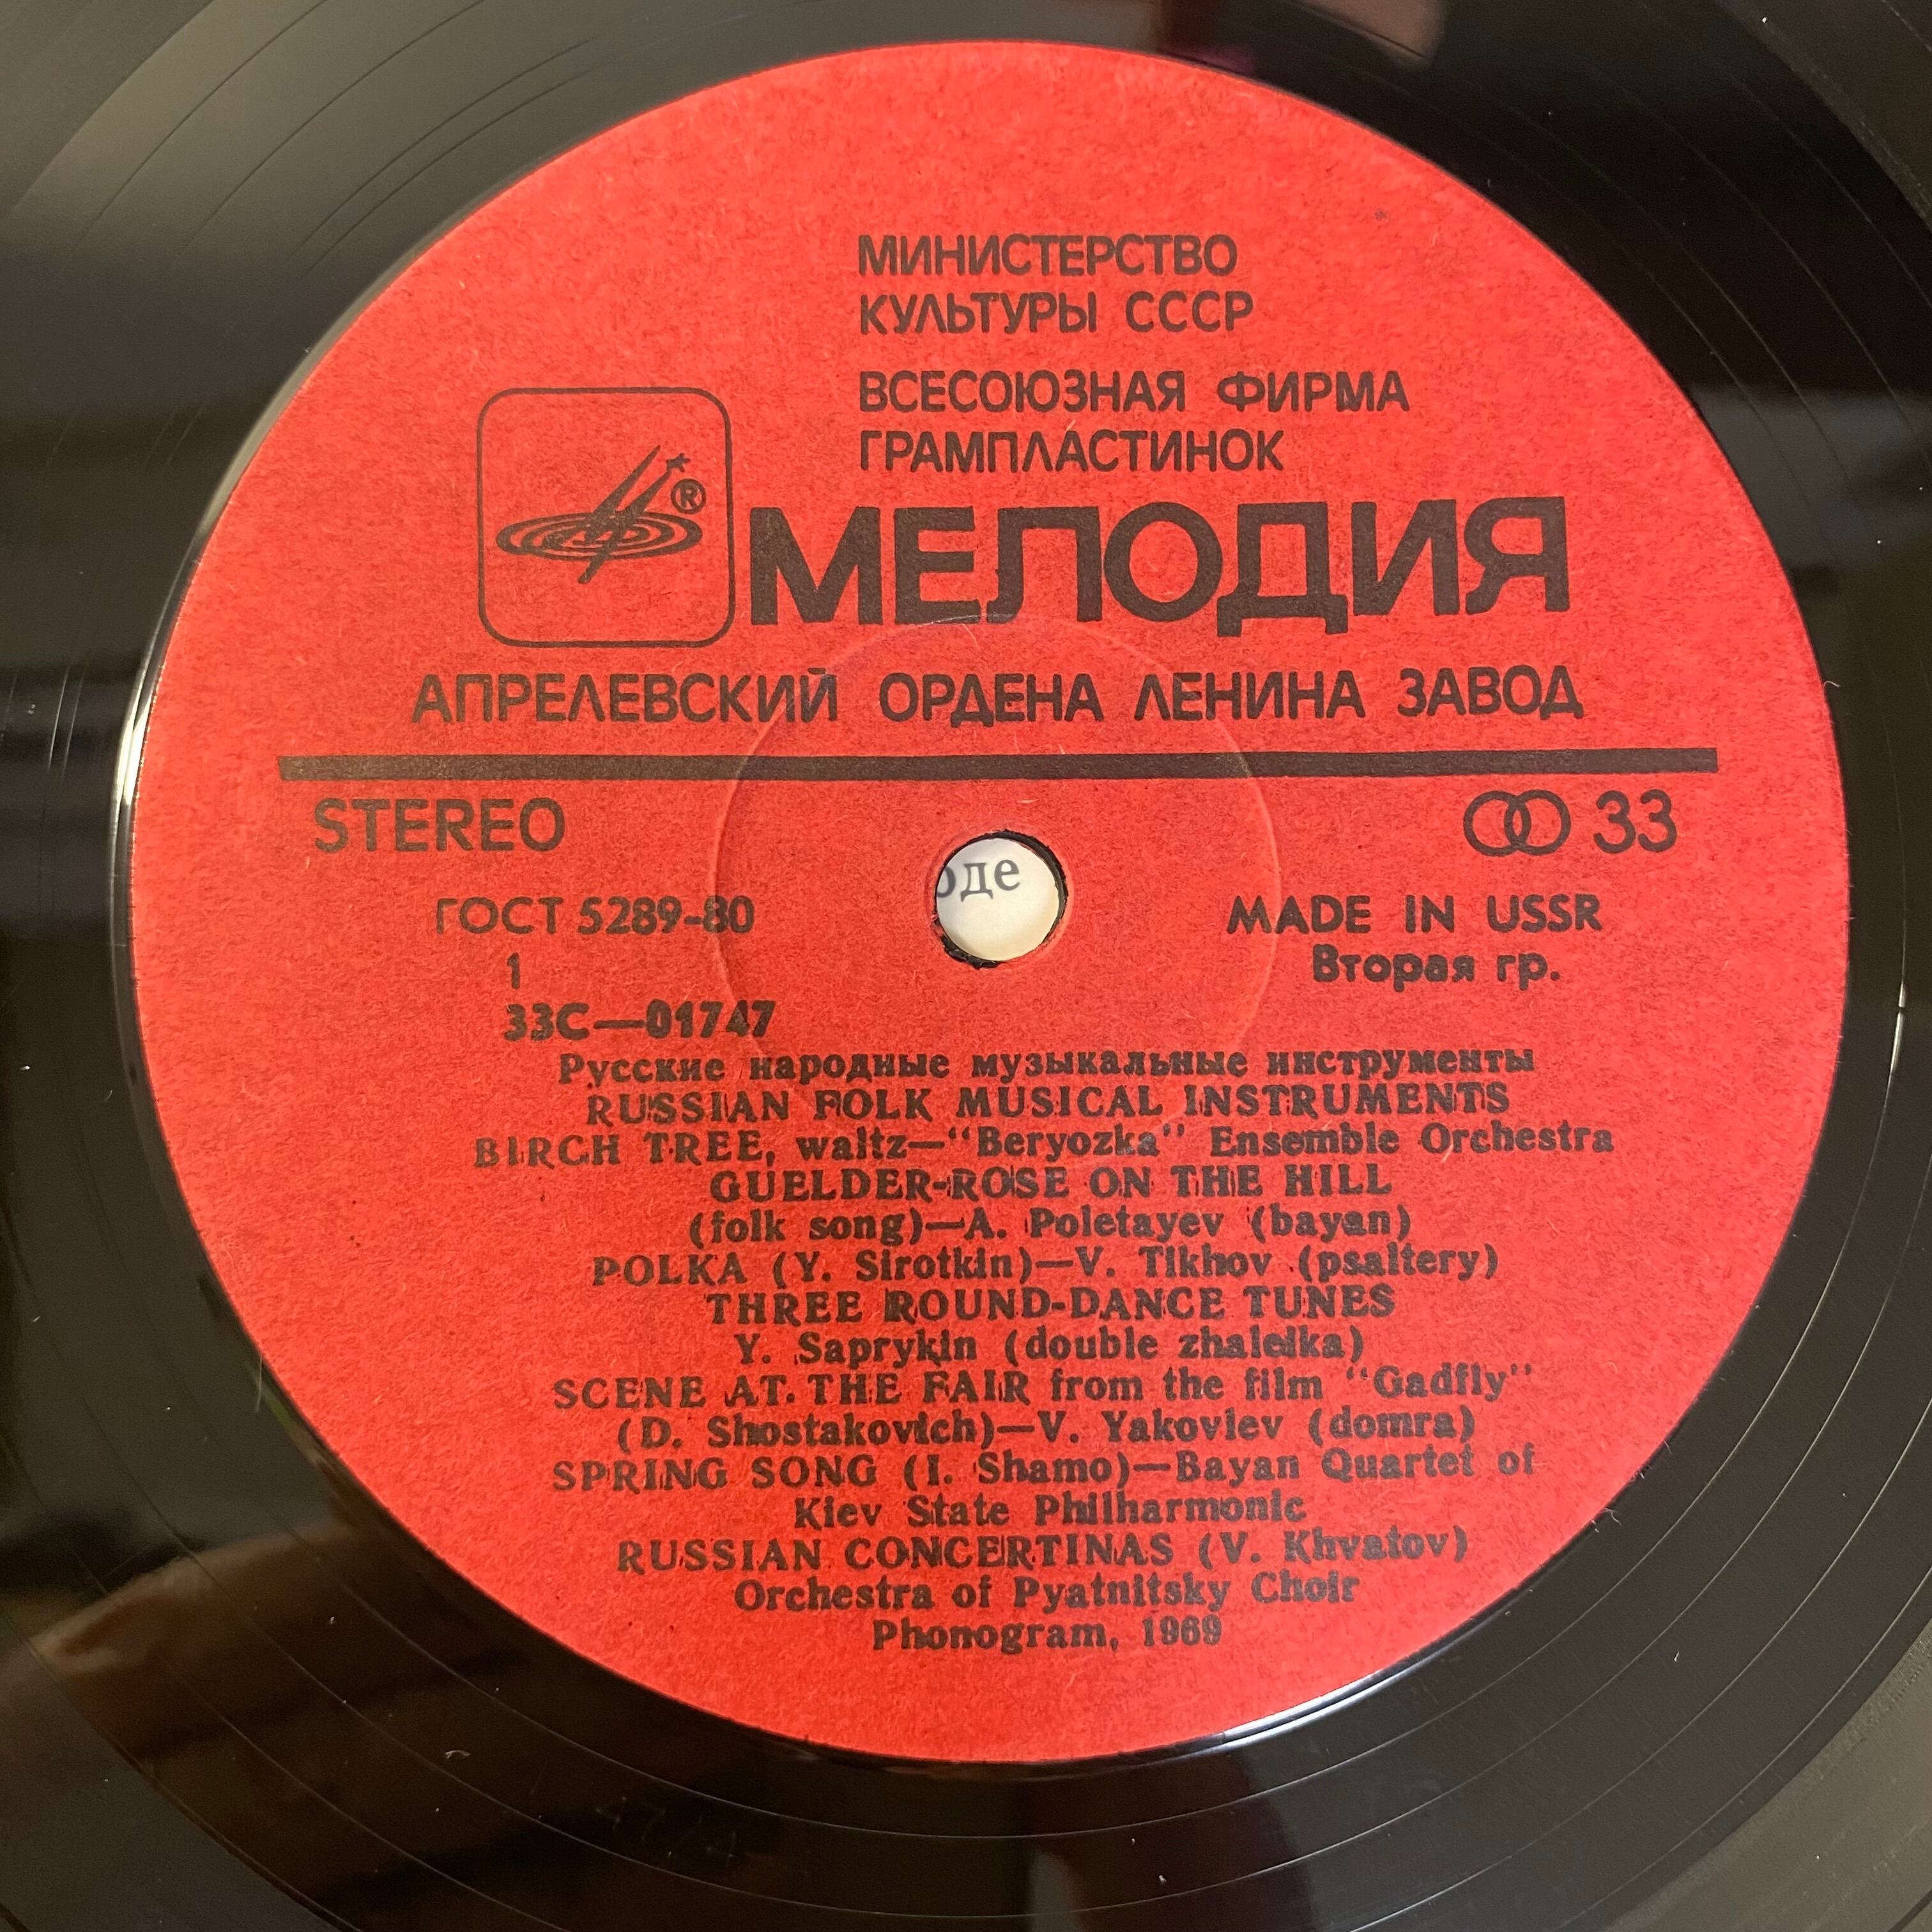 МИНИСТЕРСТВО
КУЛЬТУРЫ СССР
ВСЕСОЮЗНАЯ ФИРМА
ГРАМПЛАСТИНОК
®
МЕЛОДИЯ
АПРЕЛЕВСКИЙ ОРДЕНА ЛЕНИНА ЗАВОД
STEREO
33
оде
ГОСТ 5289-80
MADE IN USSR
1
Вторая гр.
33С—01747
Русские народные музыкальные инструменты
RUSSIAN FOLK MUSICAL INSTRUMENTS
BIRCH TREE, waltz—"Beryozka" Ensemble Orchestra
GUELDER-ROSE ON THE HILL
(folk song)—A. Poletayev (bayan)
POLKA (Y. Sirotkin)—V. Tikhov (psaltery)
THREE ROUND-DANCE TUNES
Y. Saprykin (double zhaleika)
SCENE AT THE FAIR from the film "Gadfly"
(D. Shostakovich)—V. Yakovlev (domra)
SPRING SONG (I. Shamo)—Bayan Quartet of
Kiev State Philharmonic
RUSSIAN CONCERTINAS (V. Khvatov)
Orchestra of Pyatnitsky Choir
Phonogram, 1969